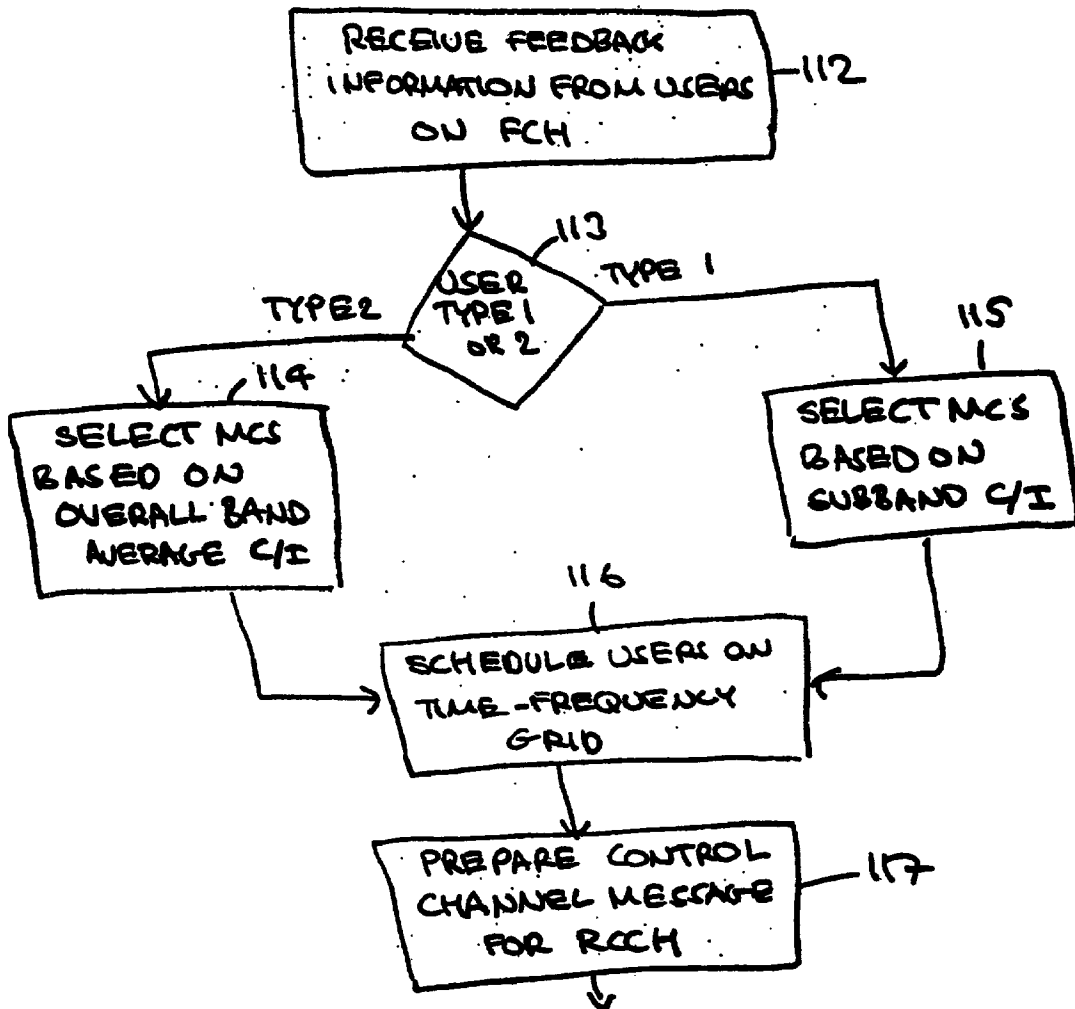 RECEIVE FEEDBACK
INFORMATION FROM USERS
ON FCH
112
113
USER
TYPE 1
OR 2
TYPE 1
TYPE 2
114
115
SELECT MCS
BASED ON
OVERALL BAND
AVERAGE C/I
SELECT MCS
BASED ON
SUBBAND C/I
116
SCHEDULE USERS ON
TIME-FREQUENCY
GRID
PREPARE CONTROL
CHANNEL MESSAGE
FOR RCCH
117